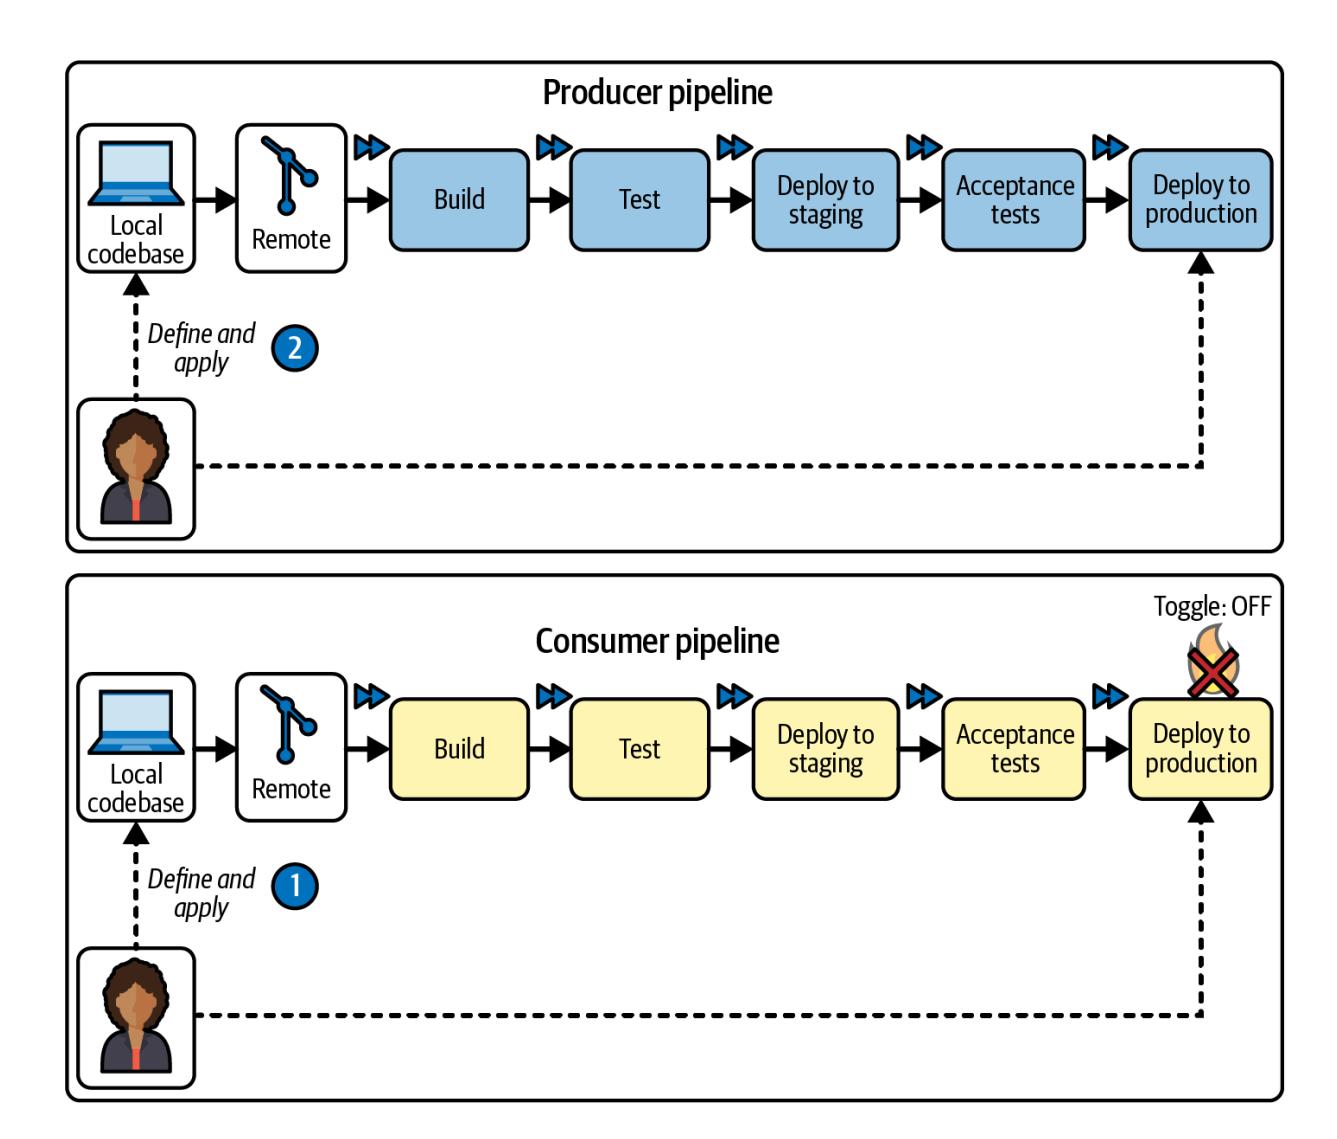 Producer pipeline
Local
codebase
Remote
Build
Test
Deploy to
staging
Acceptance
tests
Deploy to
production
Define and
apply
2
Toggle: OFF
Consumer pipeline
Local
codebase
Remote
Build
Test
Deploy to
staging
Acceptance
tests
Deploy to
production
Define and
apply
1